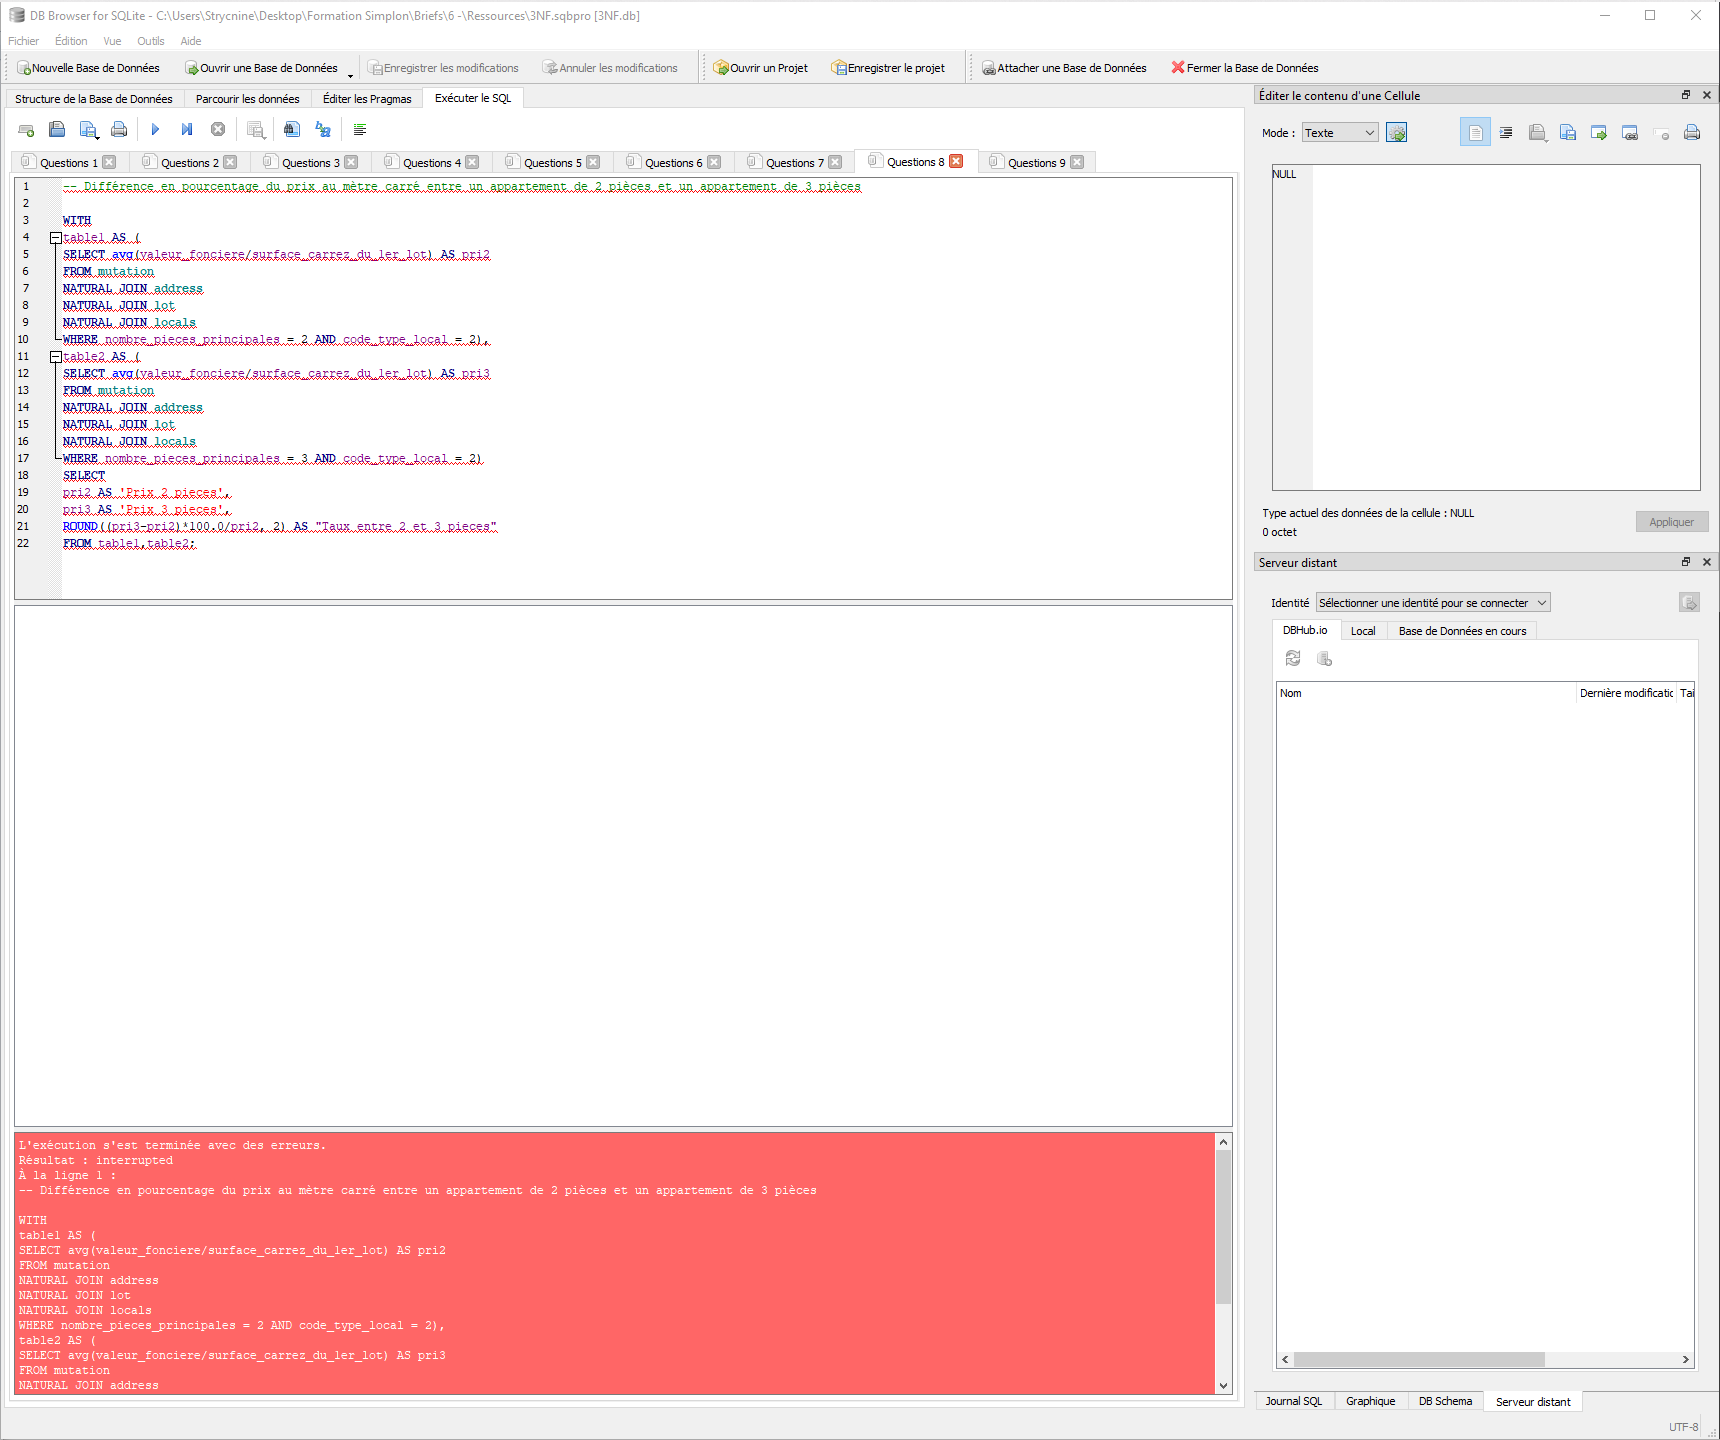 DB Browser for SQLite - C:\Users\Strycnine\Desktop\Formation Simplon\Briefs\6 -\Ressources\3NF.sqbpro [3NF.db]
Fichier Édition Vue Outils Aide
Nouvelle Base de Données Ouvrir une Base de Données Enregistrer les modifications Annuler les modifications Ouvrir un Projet Enregistrer le projet Attacher une Base de Données Fermer la Base de Données
Structure de la Base de Données Parcourir les données Éditer les Pragmas Exécuter le SQL
Questions 1 Questions 2 Questions 3 Questions 4 Questions 5 Questions 6 Questions 7 Questions 8 Questions 9
1 -- Différence en pourcentage du prix au mètre carré entre un appartement de 2 pièces et un appartement de 3 pièces
2
3 WITH
4 table1 AS (
5 SELECT avg(valeur_fonciere/surface_carrez_du_1er_lot) AS pri2
6 FROM mutation
7 NATURAL JOIN address
8 NATURAL JOIN lot
9 NATURAL JOIN locals
10 WHERE nombre_pieces_principales = 2 AND code_type_local = 2),
11 table2 AS (
12 SELECT avg(valeur_fonciere/surface_carrez_du_1er_lot) AS pri3
13 FROM mutation
14 NATURAL JOIN address
15 NATURAL JOIN lot
16 NATURAL JOIN locals
17 WHERE nombre_pieces_principales = 3 AND code_type_local = 2)
18 SELECT
19 pri2 AS 'Prix 2 pieces',
20 pri3 AS 'Prix 3 pieces',
21 ROUND((pri3-pri2)*100.0/pri2, 2) AS "Taux entre 2 et 3 pieces"
22 FROM table1,table2;
L'exécution s'est terminée avec des erreurs.
Résultat : interrupted
À la ligne 1 :
-- Différence en pourcentage du prix au mètre carré entre un appartement de 2 pièces et un appartement de 3 pièces
WITH
table1 AS (
SELECT avg(valeur_fonciere/surface_carrez_du_1er_lot) AS pri2
FROM mutation
NATURAL JOIN address
NATURAL JOIN lot
NATURAL JOIN locals
WHERE nombre_pieces_principales = 2 AND code_type_local = 2),
table2 AS (
SELECT avg(valeur_fonciere/surface_carrez_du_1er_lot) AS pri3
FROM mutation
NATURAL JOIN address
Éditer le contenu d'une Cellule
Mode : Texte
NULL
Type actuel des données de la cellule : NULL
0 octet
Appliquer
Serveur distant
Identité Sélectionner une identité pour se connecter
DBHub.io Local Base de Données en cours
Nom Dernière modificatic Tai
Journal SQL Graphique DB Schema Serveur distant
UTF-8